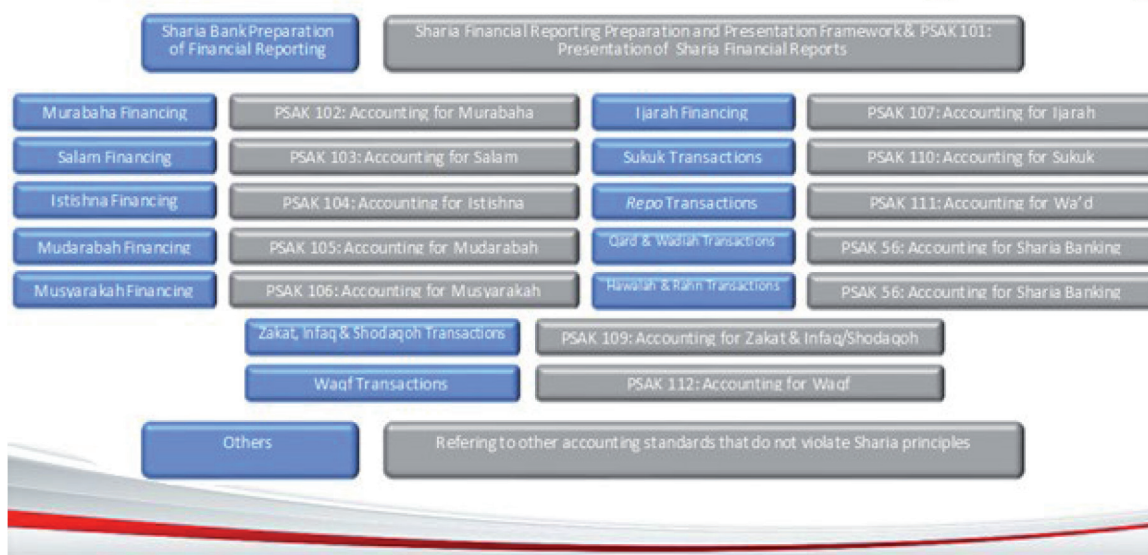 Sharia Bank Preparation
of Financial Reporting
Sharia Financial Reporting Preparation and Presentation Framework & PSAK 101:
Presentation of Sharia Financial Reports
Murabaha Financing
PSAK 102: Accounting for Murabaha
Ijarah Financing
PSAK 107: Accounting for Ijarah
Salam Financing
PSAK 103: Accounting for Salam
Sukuk Transactions
PSAK 110: Accounting for Sukuk
Istishna Financing
PSAK 104: Accounting for Istishna
Repo Transactions
PSAK 111: Accounting for Wa'd
Mudarabah Financing
PSAK 105: Accounting for Mudarabah
Qard & Wadiah Transactions
PSAK 56: Accounting for Sharia Banking
Musyarakah Financing
PSAK 106: Accounting for Musyarakah
Hawalah & Rahn Transactions
PSAK 56: Accounting for Sharia Banking
Zakat, Infaq & Shodaqoh Transactions
PSAK 109: Accounting for Zakat & Infaq/Shodaqoh
Waqf Transactions
PSAK 112: Accounting for Waqf
Others
Refering to other accounting standards that do not violate Sharia principles